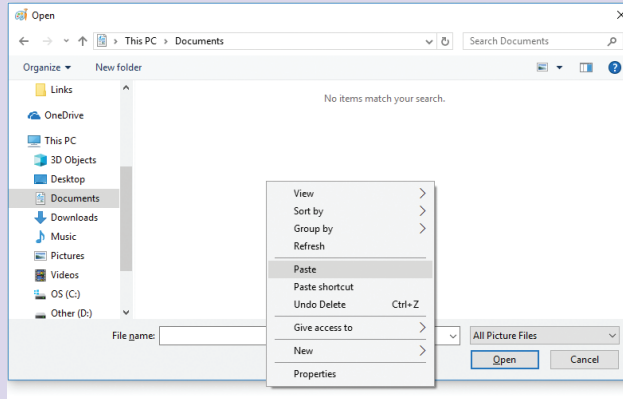 Open
This PC > Documents
Search Documents
Organize
New folder
Links
OneDrive
This PC
3D Objects
Desktop
Documents
Downloads
Music
Pictures
Videos
OS (C:)
Other (D:)
No items match your search.
View
Sort by
Group by
Refresh
Paste
Paste shortcut
Undo Delete Ctrl+Z
Give access to
New
Properties
File name:
All Picture Files
Open Cancel